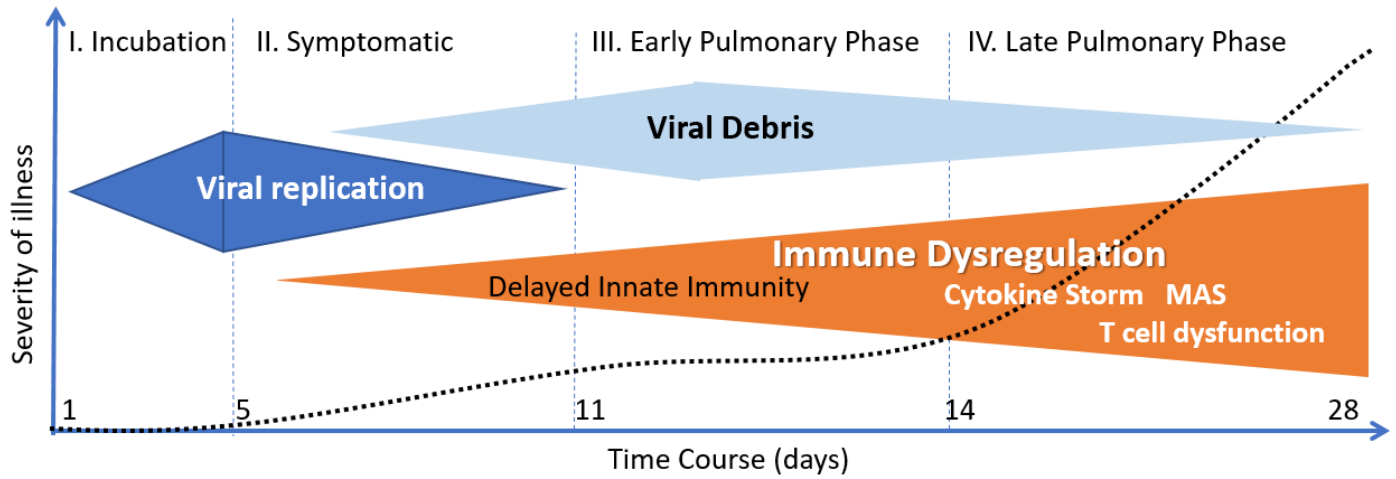 I. Incubation
II. Symptomatic
III. Early Pulmonary Phase
IV. Late Pulmonary Phase
Viral Debris
Viral replication
Immune Dysregulation
Delayed Innate Immunity
Cytokine Storm MAS
T cell dysfunction
Severity of illness
1
5
11
14
28
Time Course (days)